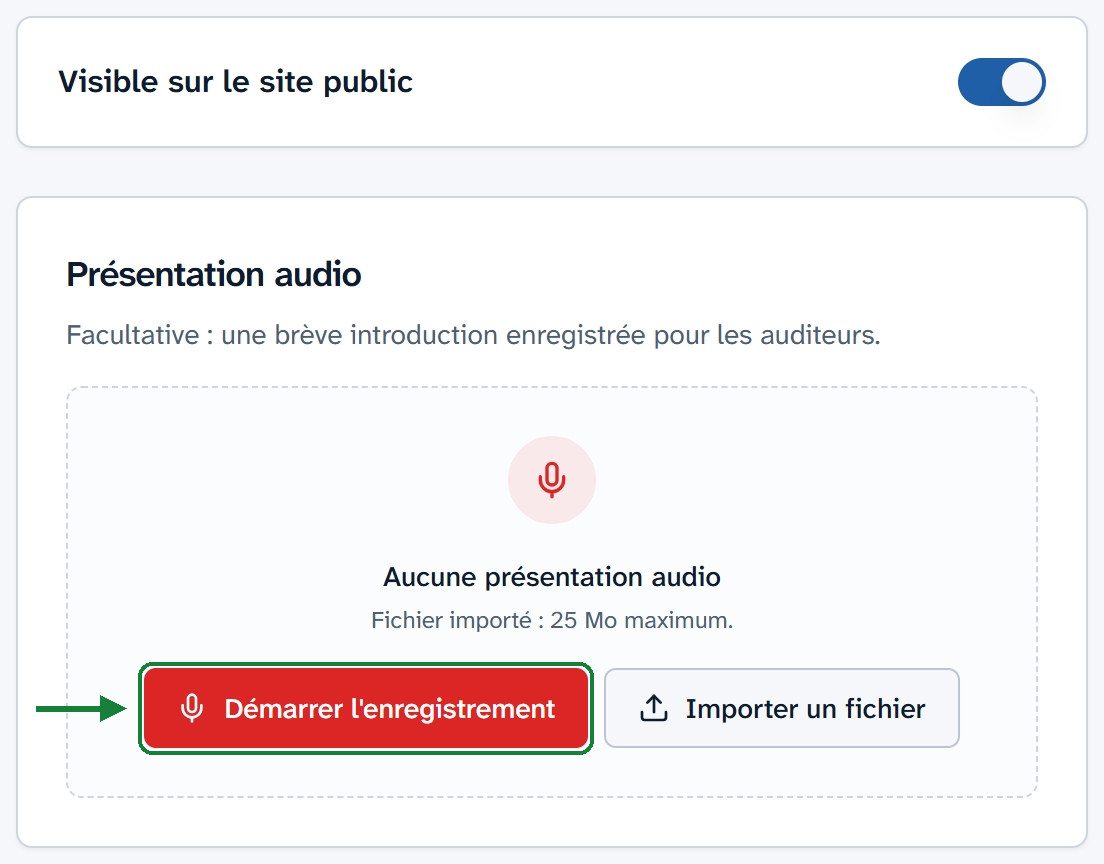 Visible sur le site public
Présentation audio
Facultative : une brève introduction enregistrée pour les auditeurs.
Aucune présentation audio
Fichier importé : 25 Mo maximum.
Démarrer l'enregistrement
Importer un fichier